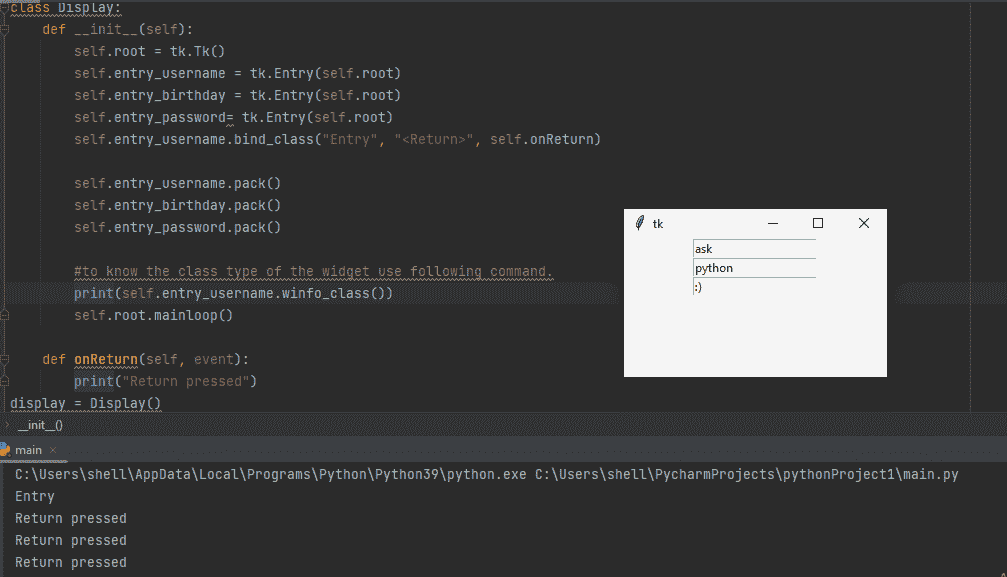 class Display:
    def __init__(self):
        self.root = tk.Tk()
        self.entry_username = tk.Entry(self.root)
        self.entry_birthday = tk.Entry(self.root)
        self.entry_password= tk.Entry(self.root)
        self.entry_username.bind_class("Entry", "<Return>", self.onReturn)
        self.entry_username.pack()
        self.entry_birthday.pack()
        self.entry_password.pack()
        #to know the class type of the widget use following command.
        print(self.entry_username.winfo_class())
        self.root.mainloop()
    def onReturn(self, event):
        print("Return pressed")
display = Display()
tk
ask
python
:)
__init__()
main
C:\Users\shell\AppData\Local\Programs\Python\Python39\python.exe C:\Users\shell\PycharmProjects\pythonProject1\main.py
Entry
Return pressed
Return pressed
Return pressed